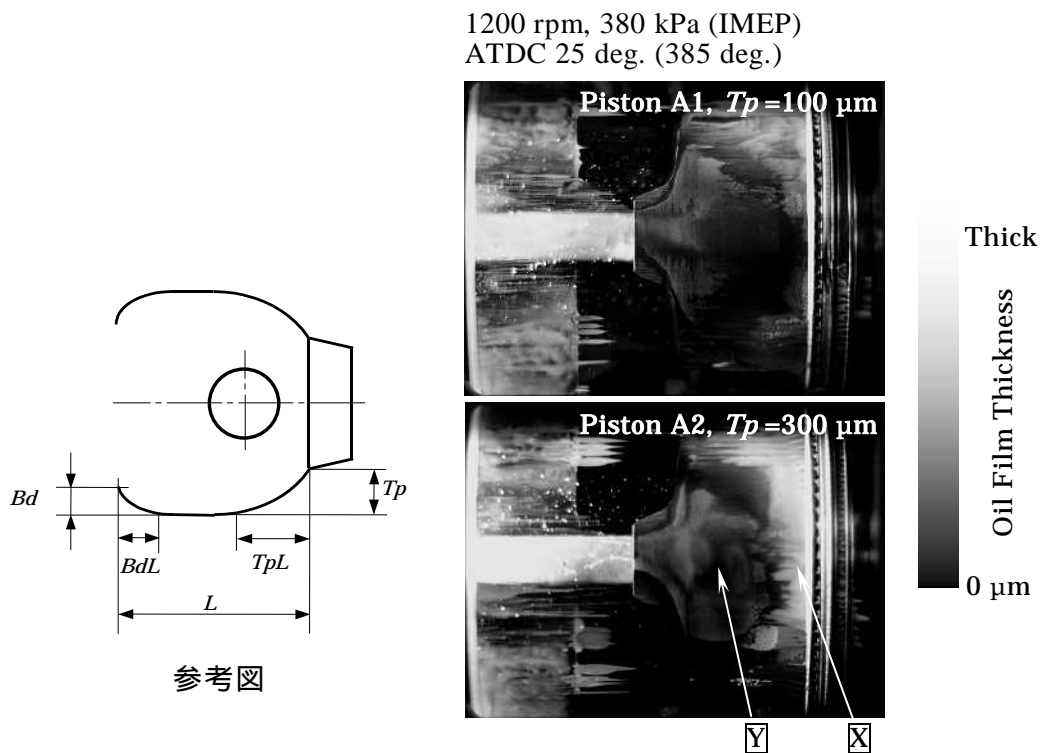 1200 rpm, 380 kPa (IMEP)
ATDC 25 deg. (385 deg.)
Piston A1, Tp=100 µm
Thick
Oil Film Thickness
0 µm
Piston A2, Tp=300 µm
Bd
Tp
BdL
TpL
L
参考図
Y
X